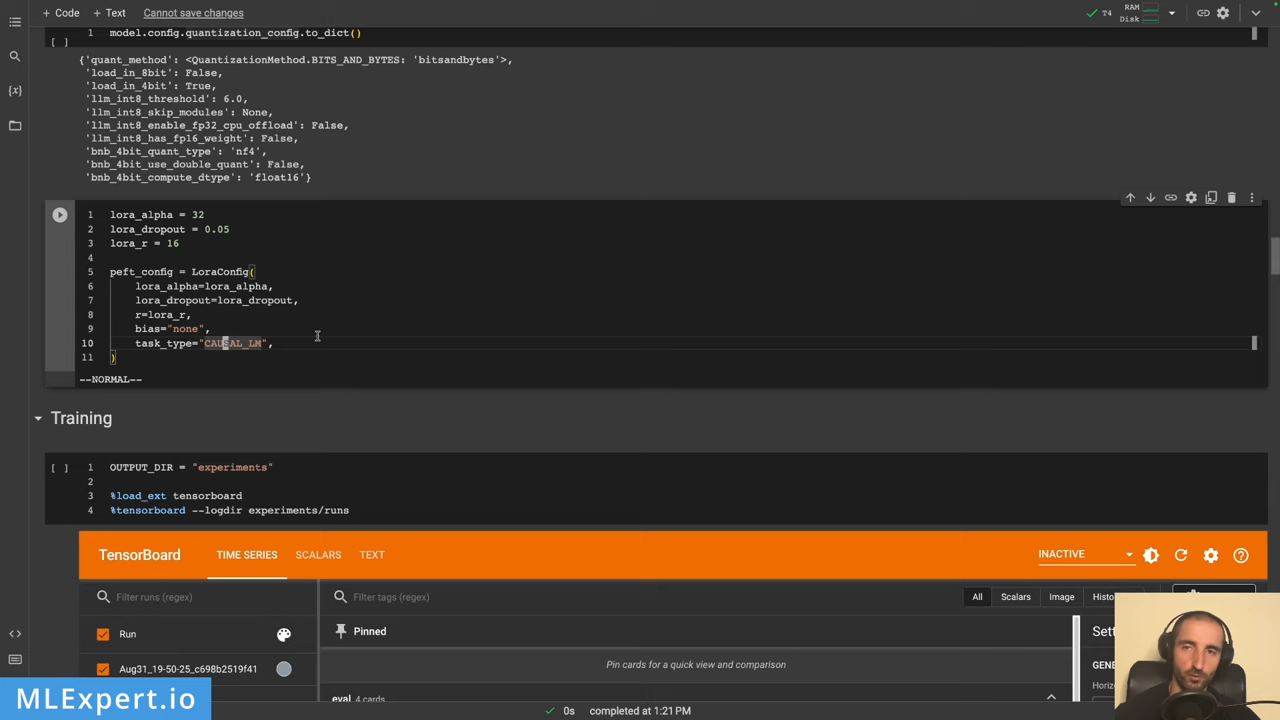 + Code + Text Cannot save changes
T4 RAM
Disk
[ ] 1 model.config.quantization_config.to_dict()
{'quant_method': <QuantizationMethod.BITS_AND_BYTES: 'bitsandbytes'>,
'load_in_8bit': False,
'load_in_4bit': True,
'llm_int8_threshold': 6.0,
'llm_int8_skip_modules': None,
'llm_int8_enable_fp32_cpu_offload': False,
'llm_int8_has_fp16_weight': False,
'bnb_4bit_quant_type': 'nf4',
'bnb_4bit_use_double_quant': False,
'bnb_4bit_compute_dtype': 'float16'}
1 lora_alpha = 32
2 lora_dropout = 0.05
3 lora_r = 16
4
5 peft_config = LoraConfig(
6 lora_alpha=lora_alpha,
7 lora_dropout=lora_dropout,
8 r=lora_r,
9 bias="none",
10 task_type="CAUSAL_LM",
11 )
--NORMAL--
Training
[ ] 1 OUTPUT_DIR = "experiments"
2
3 %load_ext tensorboard
4 %tensorboard --logdir experiments/runs
TensorBoard TIME SERIES SCALARS TEXT INACTIVE
Filter runs (regex) Filter tags (regex) All Scalars Image Histo
Run Pinned Sett
Aug31_19-50-25_c698b2519f41 Pin cards for a quick view and comparison GENE
eval 4 cards Horiz
MLExpert.io
0s completed at 1:21 PM